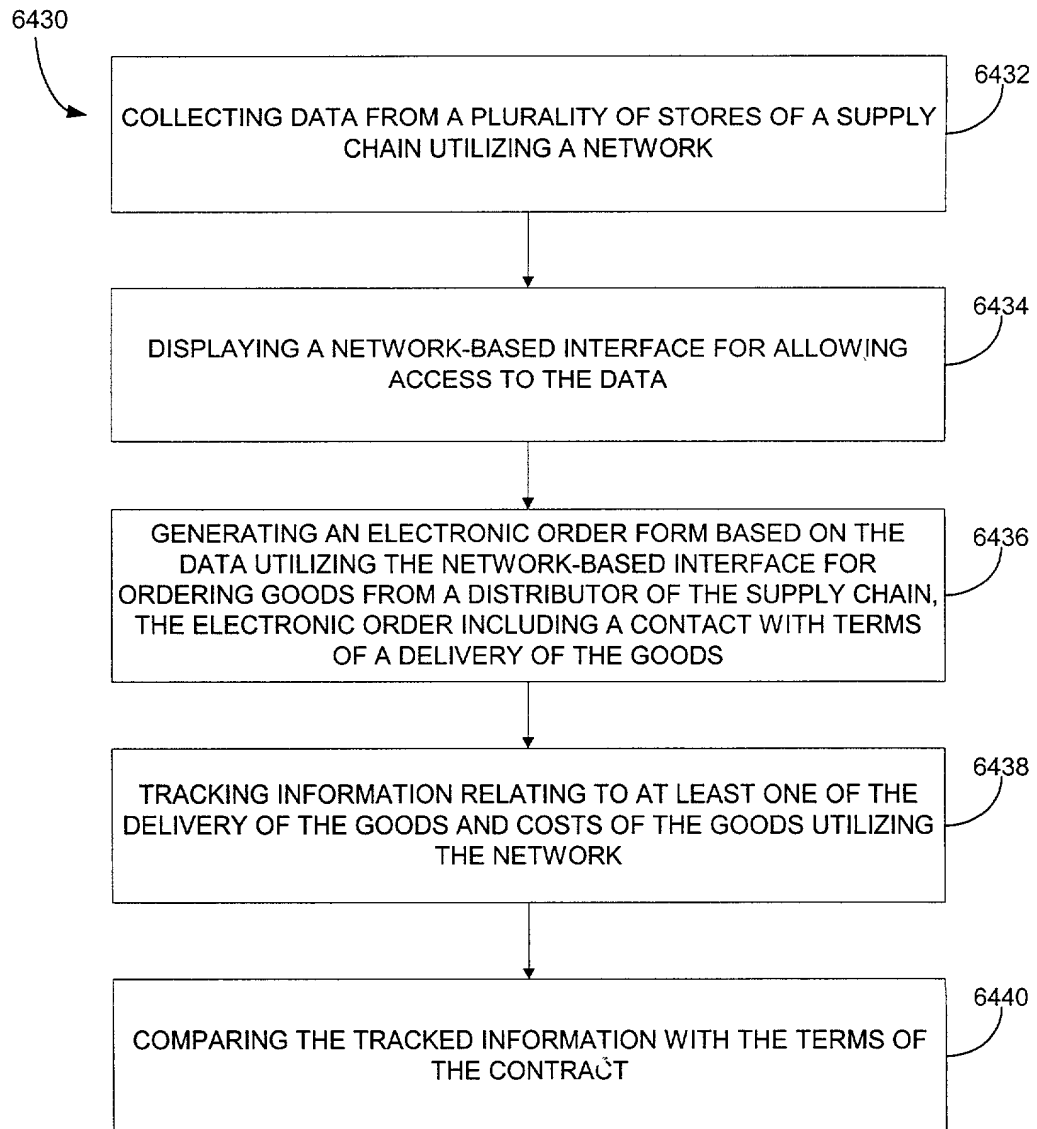 6430
6432
COLLECTING DATA FROM A PLURALITY OF STORES OF A SUPPLY
CHAIN UTILIZING A NETWORK
6434
DISPLAYING A NETWORK-BASED INTERFACE FOR ALLOWING
ACCESS TO THE DATA
6436
GENERATING AN ELECTRONIC ORDER FORM BASED ON THE
DATA UTILIZING THE NETWORK-BASED INTERFACE FOR
ORDERING GOODS FROM A DISTRIBUTOR OF THE SUPPLY CHAIN,
THE ELECTRONIC ORDER INCLUDING A CONTACT WITH TERMS
OF A DELIVERY OF THE GOODS
6438
TRACKING INFORMATION RELATING TO AT LEAST ONE OF THE
DELIVERY OF THE GOODS AND COSTS OF THE GOODS UTILIZING
THE NETWORK
6440
COMPARING THE TRACKED INFORMATION WITH THE TERMS OF
THE CONTRACT